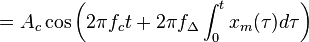 = A_c cos( 2πf_c t + 2πf_Δ ∫_0^t x_m(τ)dτ )